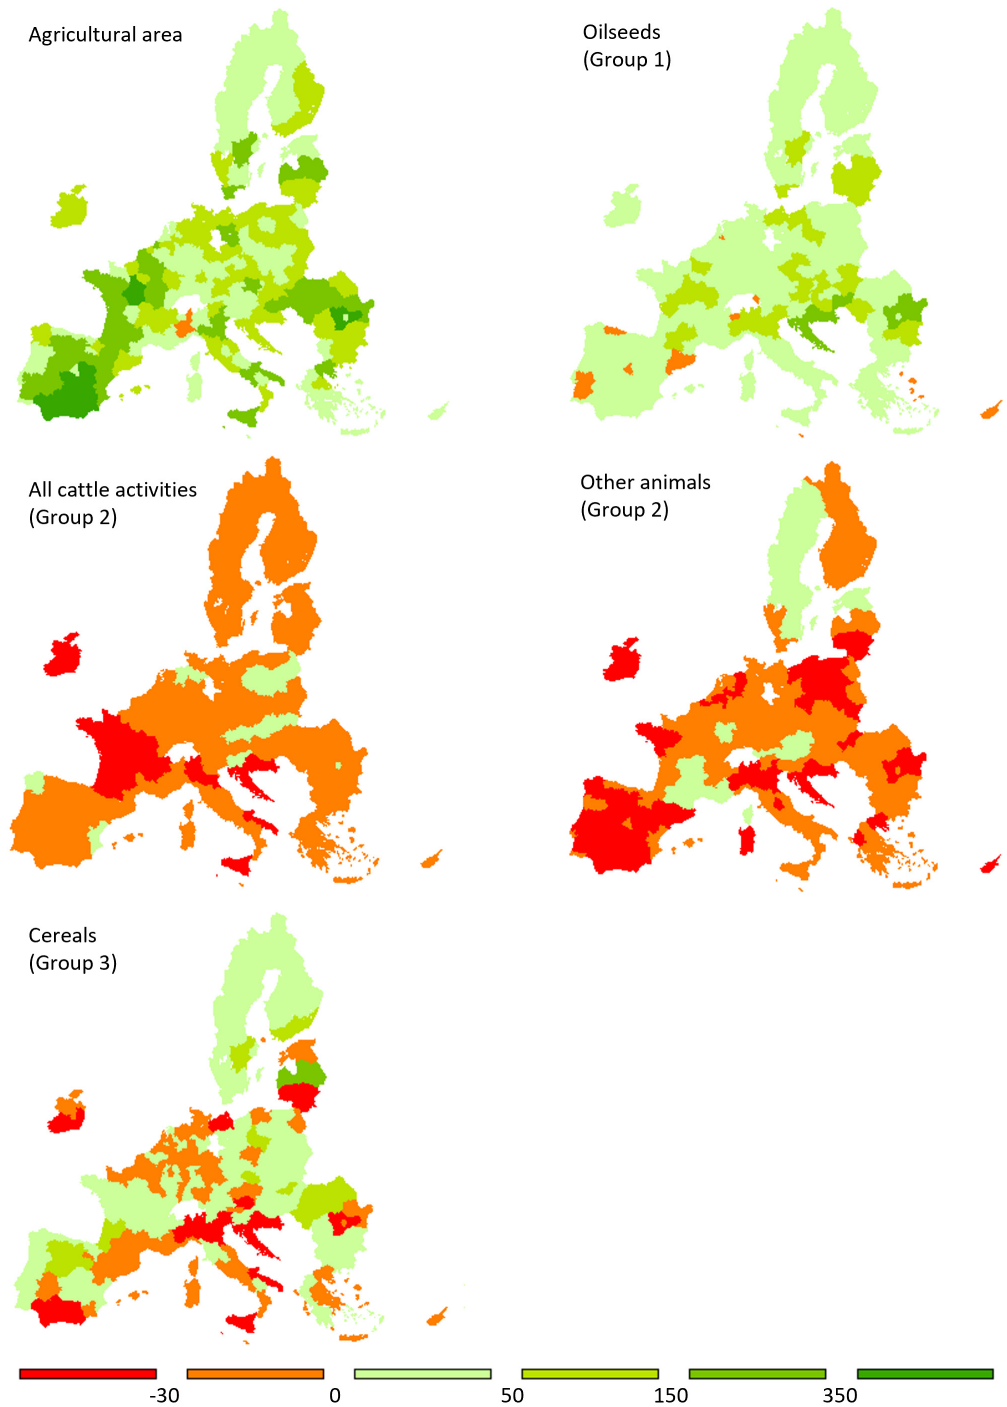 Agricultural area
Oilseeds
(Group 1)
All cattle activities
(Group 2)
Other animals
(Group 2)
Cereals
(Group 3)
-30 0 50 150 350